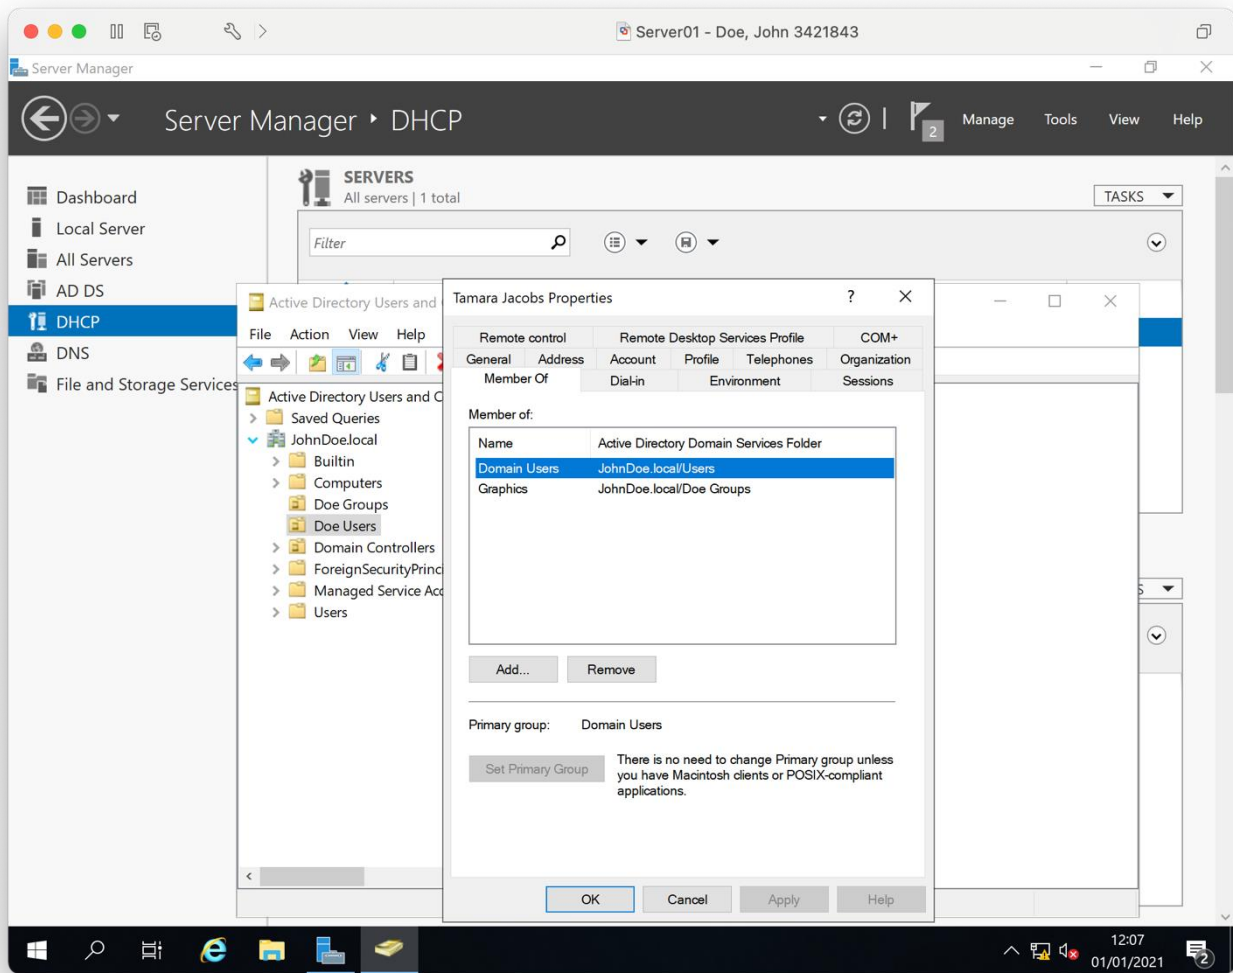 Server01 - Doe, John 3421843
Server Manager
Server Manager DHCP
2
Manage Tools View Help
Dashboard
Local Server
All Servers
AD DS
DHCP
DNS
File and Storage Services
SERVERS
All servers | 1 total
TASKS
Filter
Active Directory Users and
File Action View Help
Active Directory Users and C
Saved Queries
JohnDoe.local
Builtin
Computers
Doe Groups
Doe Users
Domain Controllers
ForeignSecurityPrinci
Managed Service Acc
Users
Tamara Jacobs Properties
?
Remote control Remote Desktop Services Profile COM+
General Address Account Profile Telephones Organization
Member Of Dial-in Environment Sessions
Member of:
Name Active Directory Domain Services Folder
Domain Users JohnDoe.local/Users
Graphics JohnDoe.local/Doe Groups
Add... Remove
Primary group: Domain Users
Set Primary Group
There is no need to change Primary group unless
you have Macintosh clients or POSIX-compliant
applications.
OK Cancel Apply Help
S
12:07
01/01/2021
2